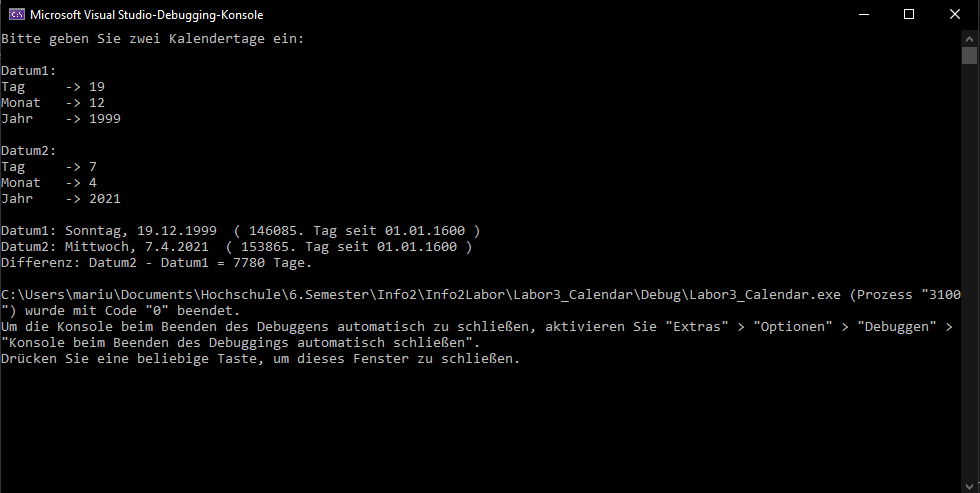 Microsoft Visual Studio-Debugging-Konsole
Bitte geben Sie zwei Kalendertage ein:
Datum1:
Tag     -> 19
Monat   -> 12
Jahr    -> 1999
Datum2:
Tag     -> 7
Monat   -> 4
Jahr    -> 2021
Datum1: Sonntag, 19.12.1999  ( 146085. Tag seit 01.01.1600 )
Datum2: Mittwoch, 7.4.2021  ( 153865. Tag seit 01.01.1600 )
Differenz: Datum2 - Datum1 = 7780 Tage.
C:\Users\mariu\Documents\Hochschule\6.Semester\Info2\Info2Labor\Labor3_Calendar\Debug\Labor3_Calendar.exe (Prozess "3100
") wurde mit Code "0" beendet.
Um die Konsole beim Beenden des Debuggens automatisch zu schließen, aktivieren Sie "Extras" > "Optionen" > "Debuggen" >
"Konsole beim Beenden des Debuggings automatisch schließen".
Drücken Sie eine beliebige Taste, um dieses Fenster zu schließen.